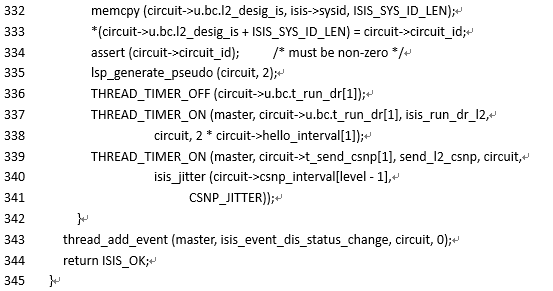 332 memcpy (circuit->u.bc.l2_desig_is, isis->sysid, ISIS_SYS_ID_LEN);↵
333 *(circuit->u.bc.l2_desig_is + ISIS_SYS_ID_LEN) = circuit->circuit_id;↵
334 assert (circuit->circuit_id); /* must be non-zero */↵
335 lsp_generate_pseudo (circuit, 2);↵
336 THREAD_TIMER_OFF (circuit->u.bc.t_run_dr[1]);↵
337 THREAD_TIMER_ON (master, circuit->u.bc.t_run_dr[1], isis_run_dr_l2,↵
338 circuit, 2 * circuit->hello_interval[1]);↵
339 THREAD_TIMER_ON (master, circuit->t_send_csnp[1], send_l2_csnp, circuit,↵
340 isis_jitter (circuit->csnp_interval[level - 1],↵
341 CSNP_JITTER));↵
342 }↵
343 thread_add_event (master, isis_event_dis_status_change, circuit, 0);↵
344 return ISIS_OK;↵
345 }↵